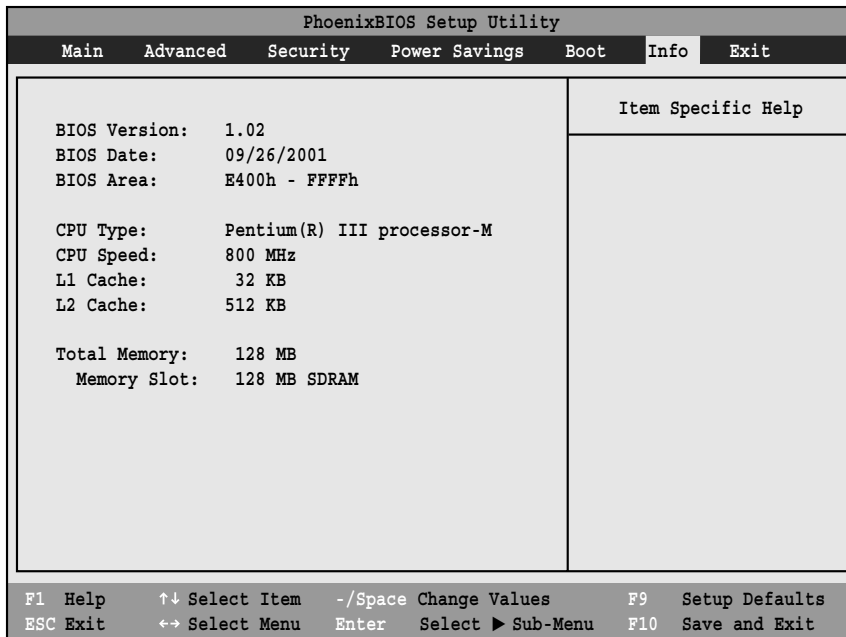 PhoenixBIOS Setup Utility
Main Advanced Security Power Savings Boot Info Exit
Item Specific Help
BIOS Version: 1.02
BIOS Date: 09/26/2001
BIOS Area: E400h - FFFFh
CPU Type: Pentium(R) III processor-M
CPU Speed: 800 MHz
L1 Cache: 32 KB
L2 Cache: 512 KB
Total Memory: 128 MB
Memory Slot: 128 MB SDRAM
F1 Help ↑↓ Select Item -/Space Change Values F9 Setup Defaults
ESC Exit ←→ Select Menu Enter Select ▶ Sub-Menu F10 Save and Exit